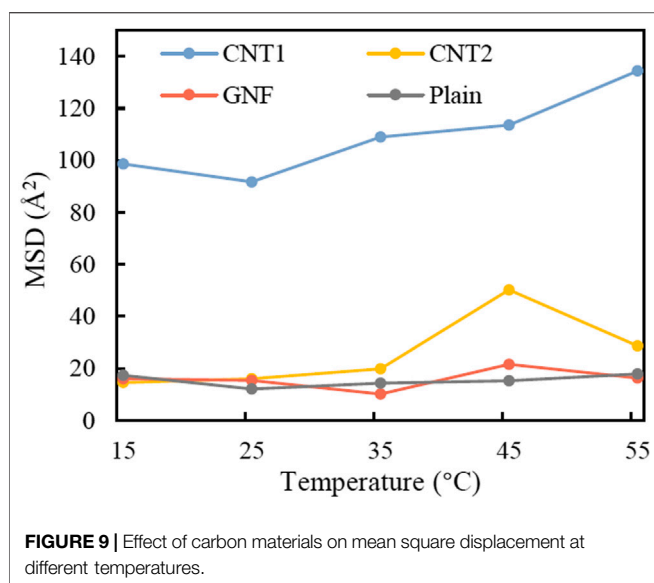 CNT1 CNT2
GNF Plain
140
120
100
80
60
40
20
0
MSD (Å²)
15 25 35 45 55
Temperature (°C)
FIGURE 9 | Effect of carbon materials on mean square displacement at
different temperatures.